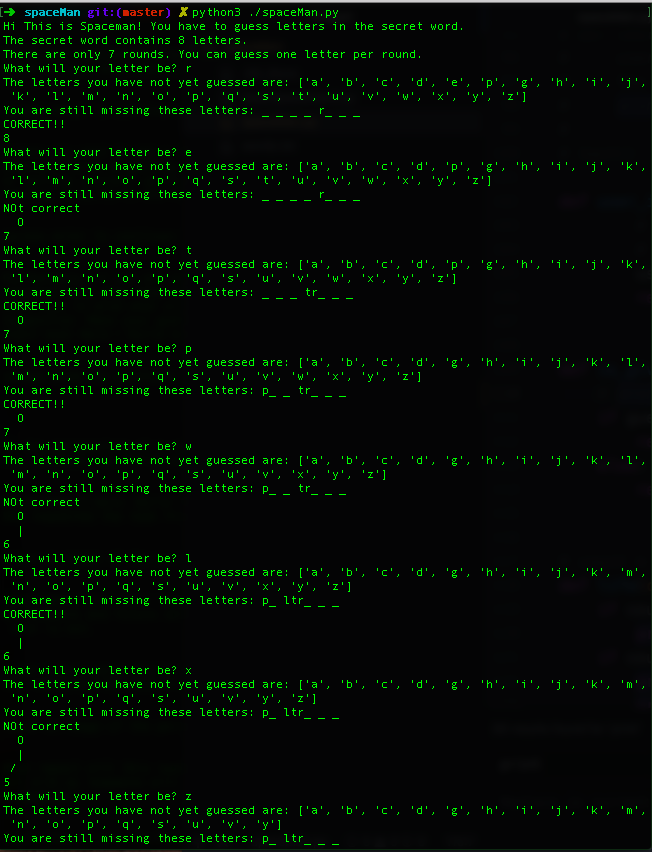 [➜  spaceMan git:(master) ✗ python3 ./spaceMan.py ]
Hi This is Spaceman! You have to guess letters in the secret word.
The secret word contains 8 letters.
There are only 7 rounds. You can guess one letter per round.
What will your letter be? r
The letters you have not yet guessed are: ['a', 'b', 'c', 'd', 'e', 'p', 'g', 'h', 'i', 'j',
 'k', 'l', 'm', 'n', 'o', 'p', 'q', 's', 't', 'u', 'v', 'w', 'x', 'y', 'z']
You are still missing these letters: _ _ _ _ r_ _ _
CORRECT!!
8
What will your letter be? e
The letters you have not yet guessed are: ['a', 'b', 'c', 'd', 'p', 'g', 'h', 'i', 'j', 'k',
 'l', 'm', 'n', 'o', 'p', 'q', 's', 't', 'u', 'v', 'w', 'x', 'y', 'z']
You are still missing these letters: _ _ _ _ r_ _ _
NOt correct
  O
7
What will your letter be? t
The letters you have not yet guessed are: ['a', 'b', 'c', 'd', 'p', 'g', 'h', 'i', 'j', 'k',
 'l', 'm', 'n', 'o', 'p', 'q', 's', 'u', 'v', 'w', 'x', 'y', 'z']
You are still missing these letters: _ _ _ tr_ _ _
CORRECT!!
  O
7
What will your letter be? p
The letters you have not yet guessed are: ['a', 'b', 'c', 'd', 'g', 'h', 'i', 'j', 'k', 'l',
 'm', 'n', 'o', 'p', 'q', 's', 'u', 'v', 'w', 'x', 'y', 'z']
You are still missing these letters: p_ _ tr_ _ _
CORRECT!!
  O
7
What will your letter be? w
The letters you have not yet guessed are: ['a', 'b', 'c', 'd', 'g', 'h', 'i', 'j', 'k', 'l',
 'm', 'n', 'o', 'p', 'q', 's', 'u', 'v', 'x', 'y', 'z']
You are still missing these letters: p_ _ tr_ _ _
NOt correct
  O
  |
6
What will your letter be? l
The letters you have not yet guessed are: ['a', 'b', 'c', 'd', 'g', 'h', 'i', 'j', 'k', 'm',
 'n', 'o', 'p', 'q', 's', 'u', 'v', 'x', 'y', 'z']
You are still missing these letters: p_ ltr_ _ _
CORRECT!!
  O
  |
6
What will your letter be? x
The letters you have not yet guessed are: ['a', 'b', 'c', 'd', 'g', 'h', 'i', 'j', 'k', 'm',
 'n', 'o', 'p', 'q', 's', 'u', 'v', 'y', 'z']
You are still missing these letters: p_ ltr_ _ _
NOt correct
  O
  |
 /
5
What will your letter be? z
The letters you have not yet guessed are: ['a', 'b', 'c', 'd', 'g', 'h', 'i', 'j', 'k', 'm',
 'n', 'o', 'p', 'q', 's', 'u', 'v', 'y']
You are still missing these letters: p_ ltr_ _ _